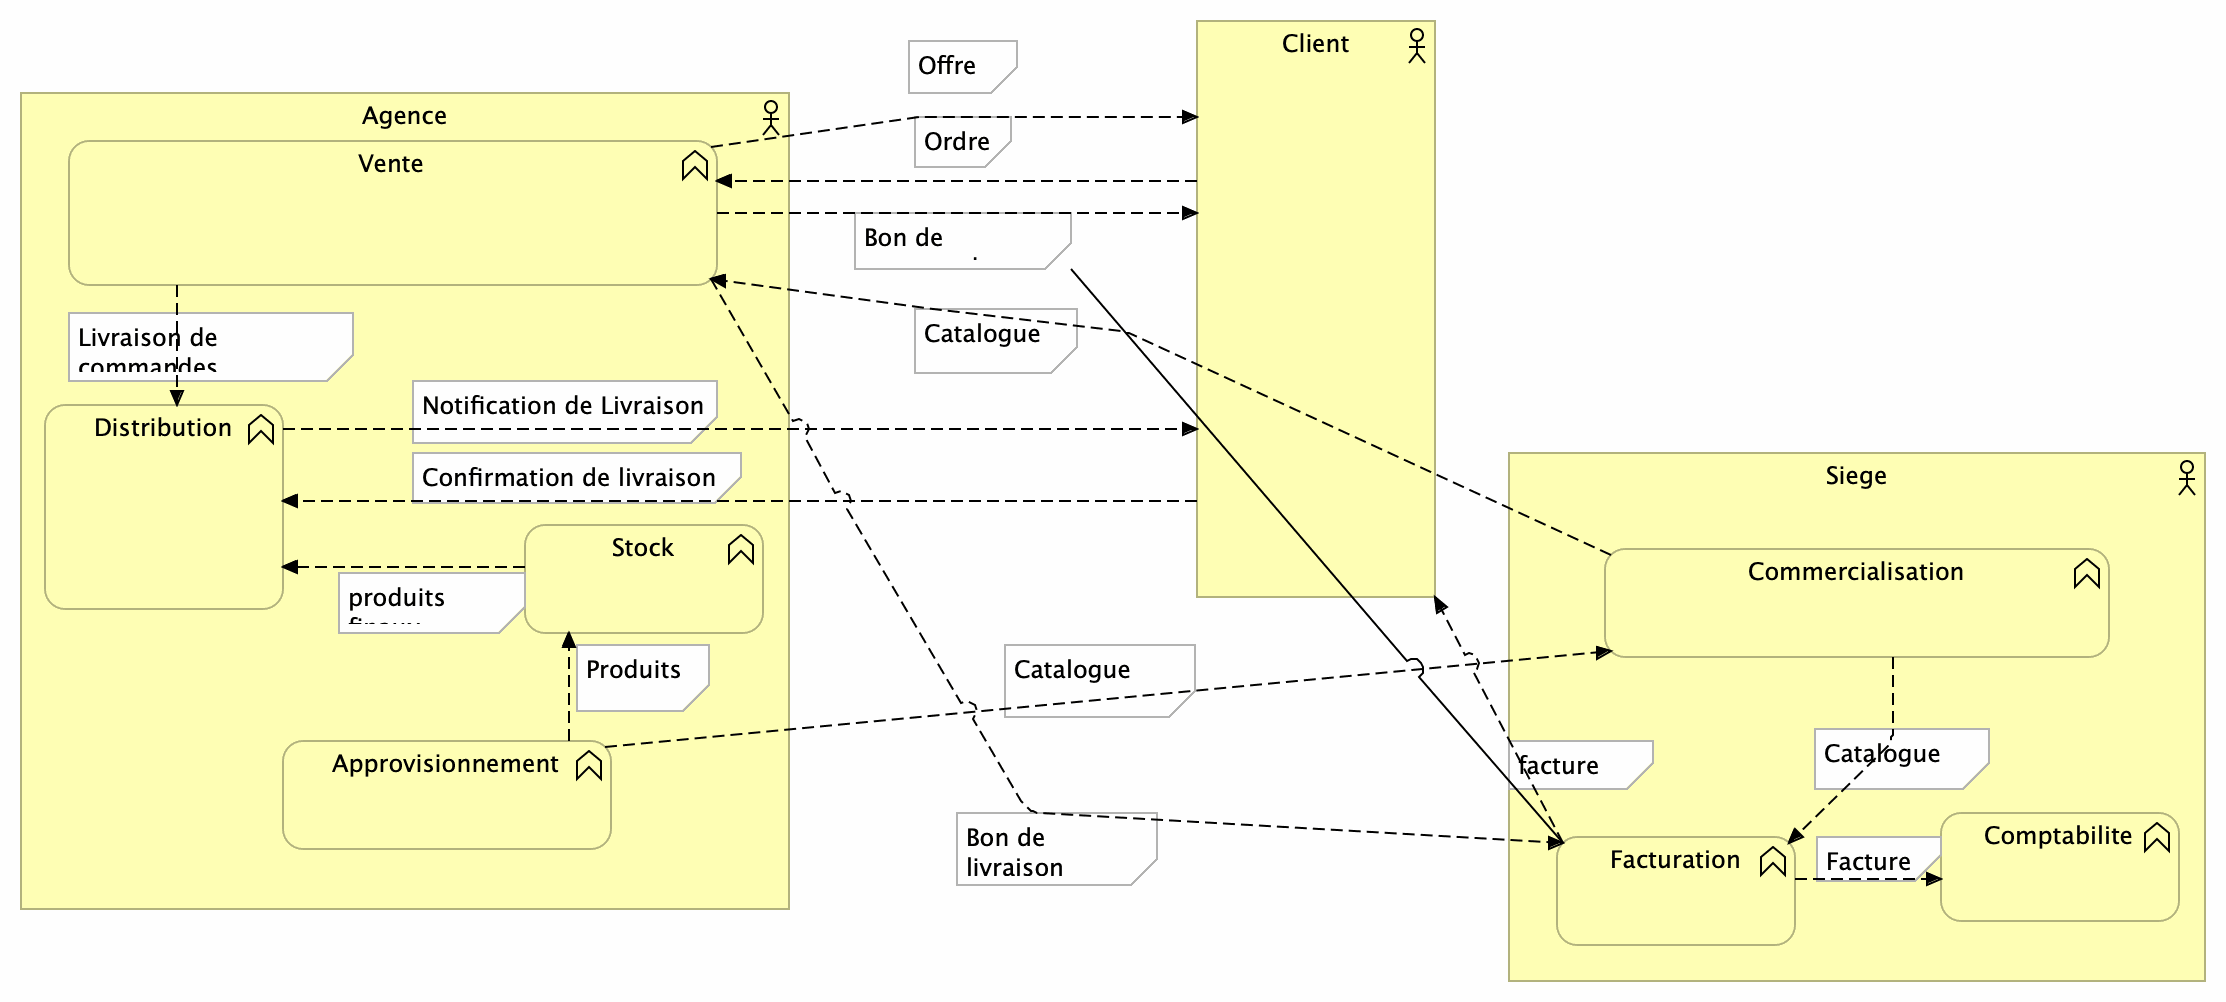 Offre
Client
Agence
Ordre
Vente
Bon de
.
Catalogue
Livraison de
commandes
Notification de Livraison
Distribution
Confirmation de livraison
Siege
Stock
Commercialisation
produits
Produits
Catalogue
Approvisionnement
facture
Catalogue
Bon de
livraison
Comptabilite
Facturation
Facture